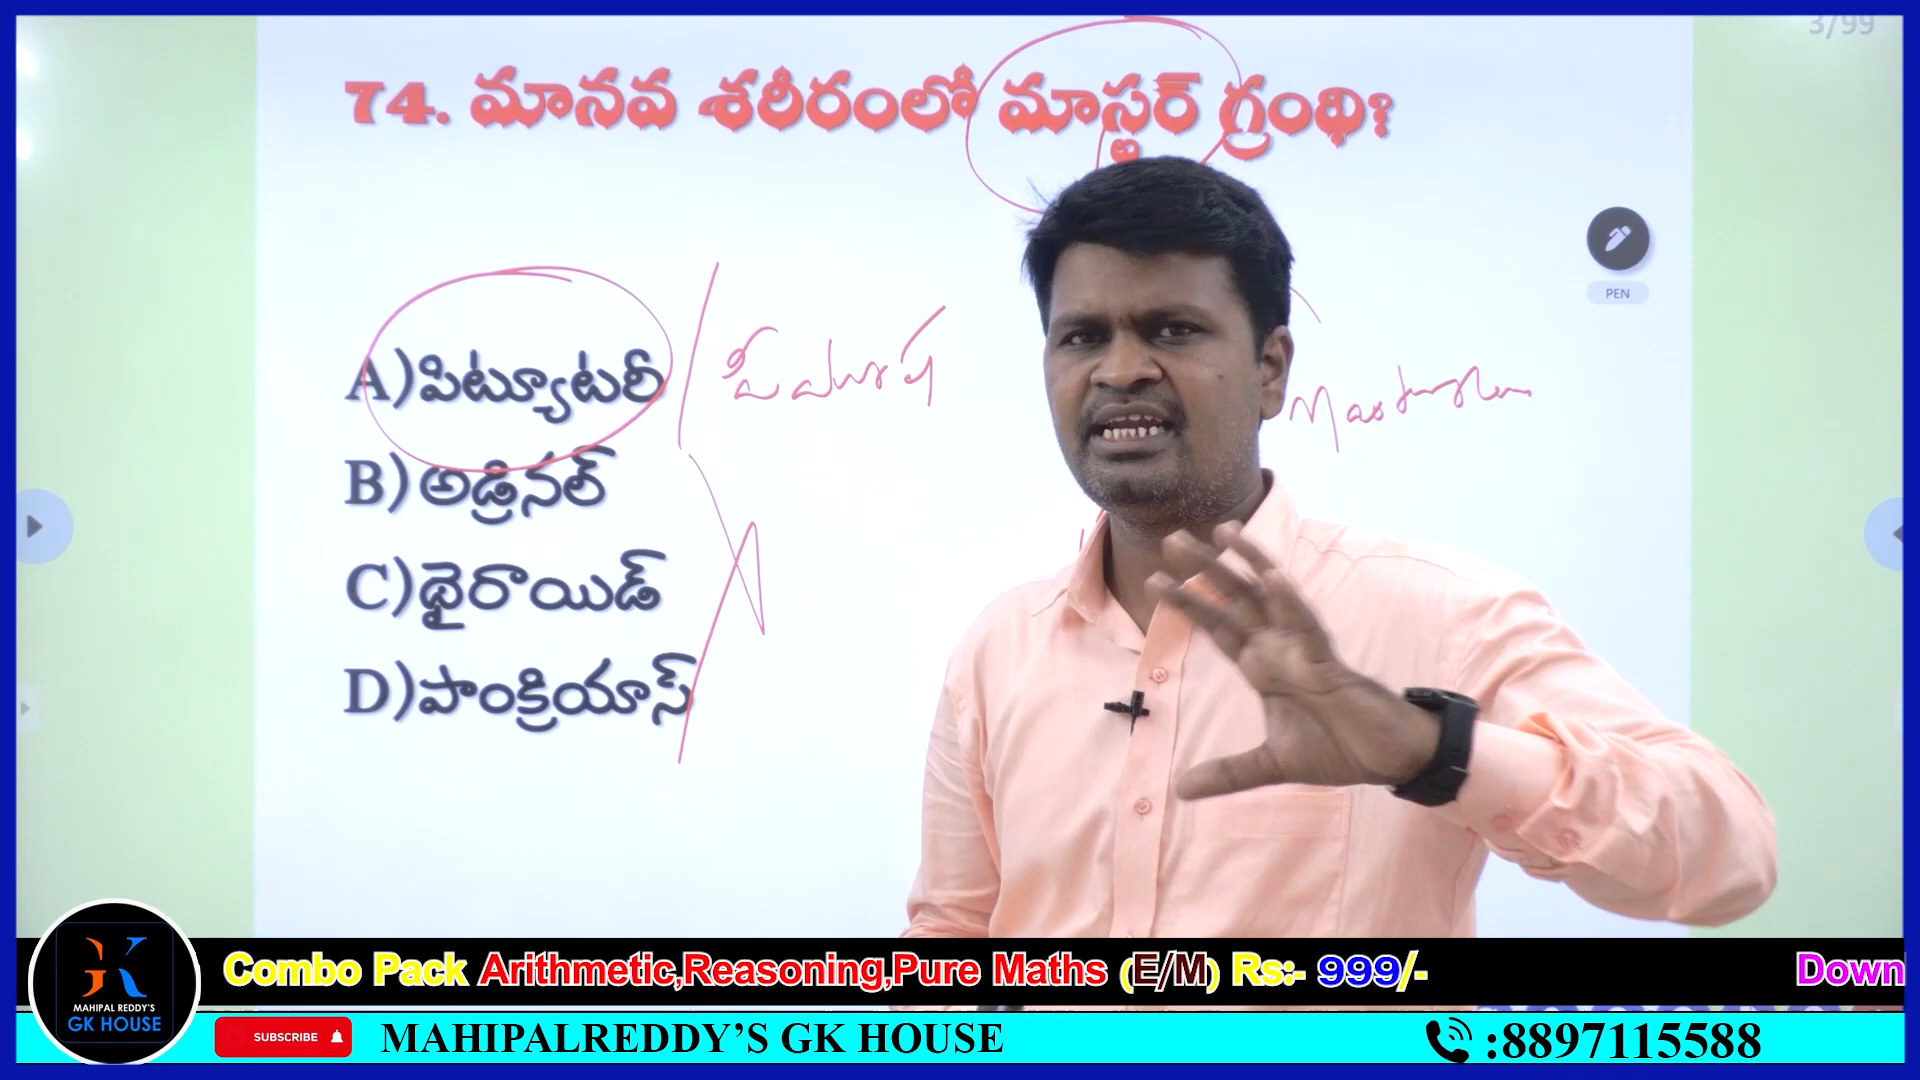 3/99
74. మానవ శరీరంలో మాస్టర్ గ్రంథి?
PEN
A)పిట్యూటరీ
పీయూష
B)అడ్రినల్
C)థైరాయిడ్
D)పాంక్రియాస్
Combo Pack Arithmetic,Reasoning,Pure Maths (E/M) Rs:- 999/-
Down
MAHIPAL REDDY'S
GK HOUSE
SUBSCRIBE
MAHIPALREDDY'S GK HOUSE
:8897115588